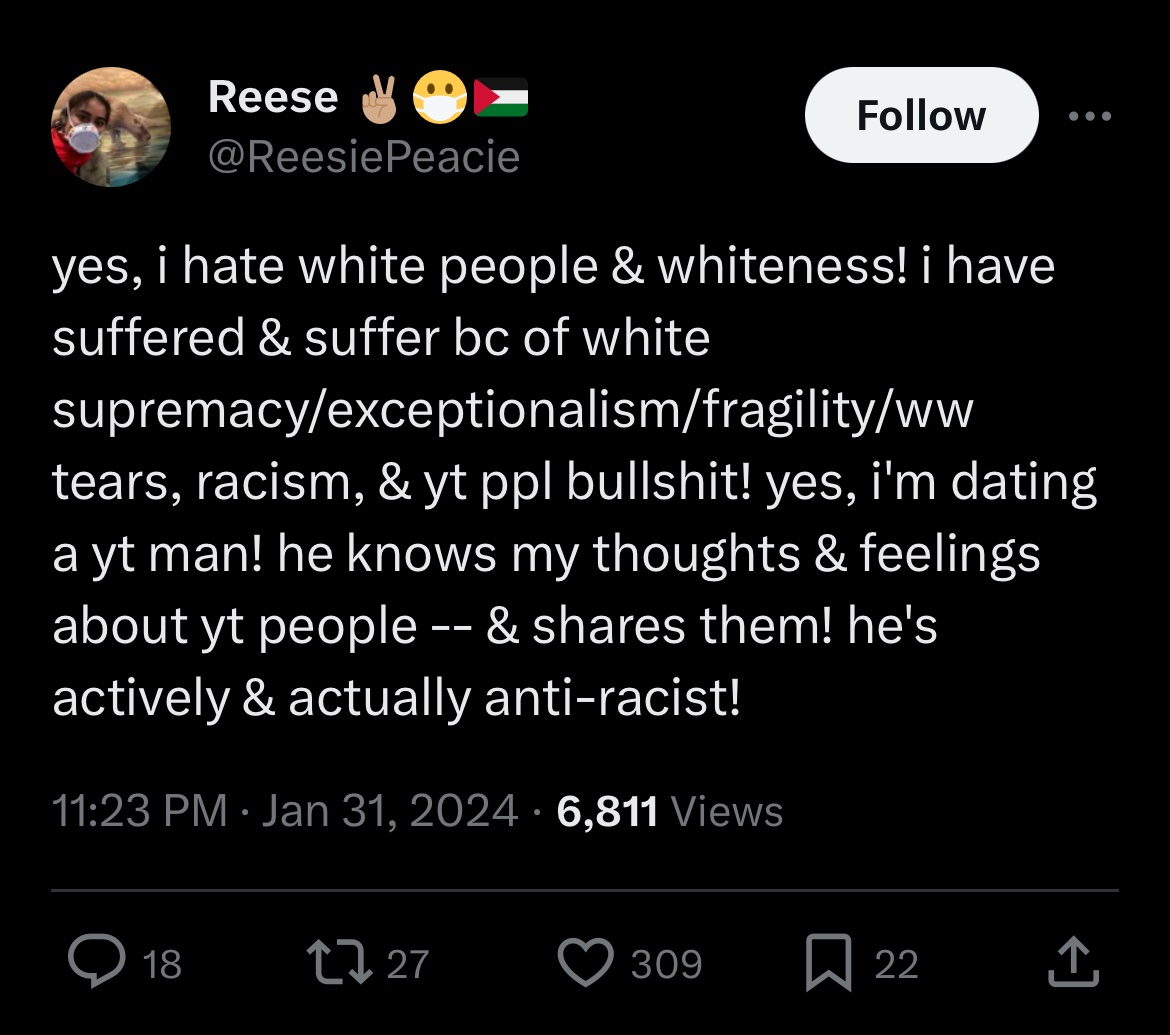 Reese ✌🏽😷🇵🇸
@ReesiePeacie
Follow
yes, i hate white people & whiteness! i have
suffered & suffer bc of white
supremacy/exceptionalism/fragility/ww
tears, racism, & yt ppl bullshit! yes, i'm dating
a yt man! he knows my thoughts & feelings
about yt people -- & shares them! he's
actively & actually anti-racist!
11:23 PM · Jan 31, 2024 · 6,811 Views
18 27 309 22